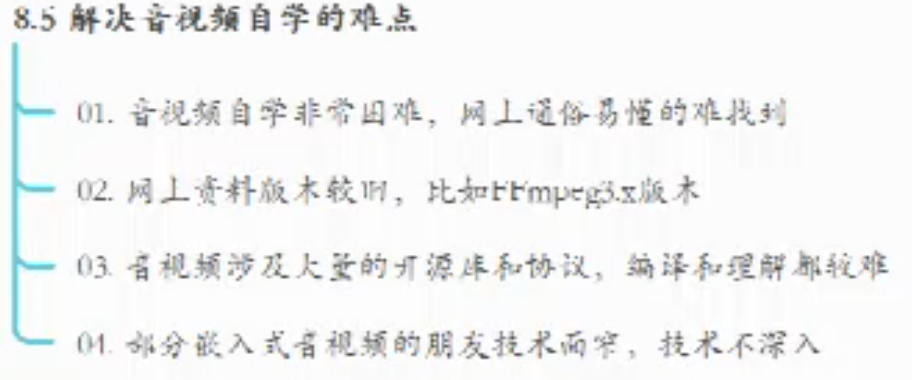 8.5 解决音视频自学的难点
01. 音视频自学非常困难，网上通俗易懂的难找到
02. 网上资料版本较旧，比如FFmpeg3.x版本
03. 音视频涉及大量的开源库和协议，编译和理解都较难
04. 部分嵌入式音视频的朋友技术面窄，技术不深入